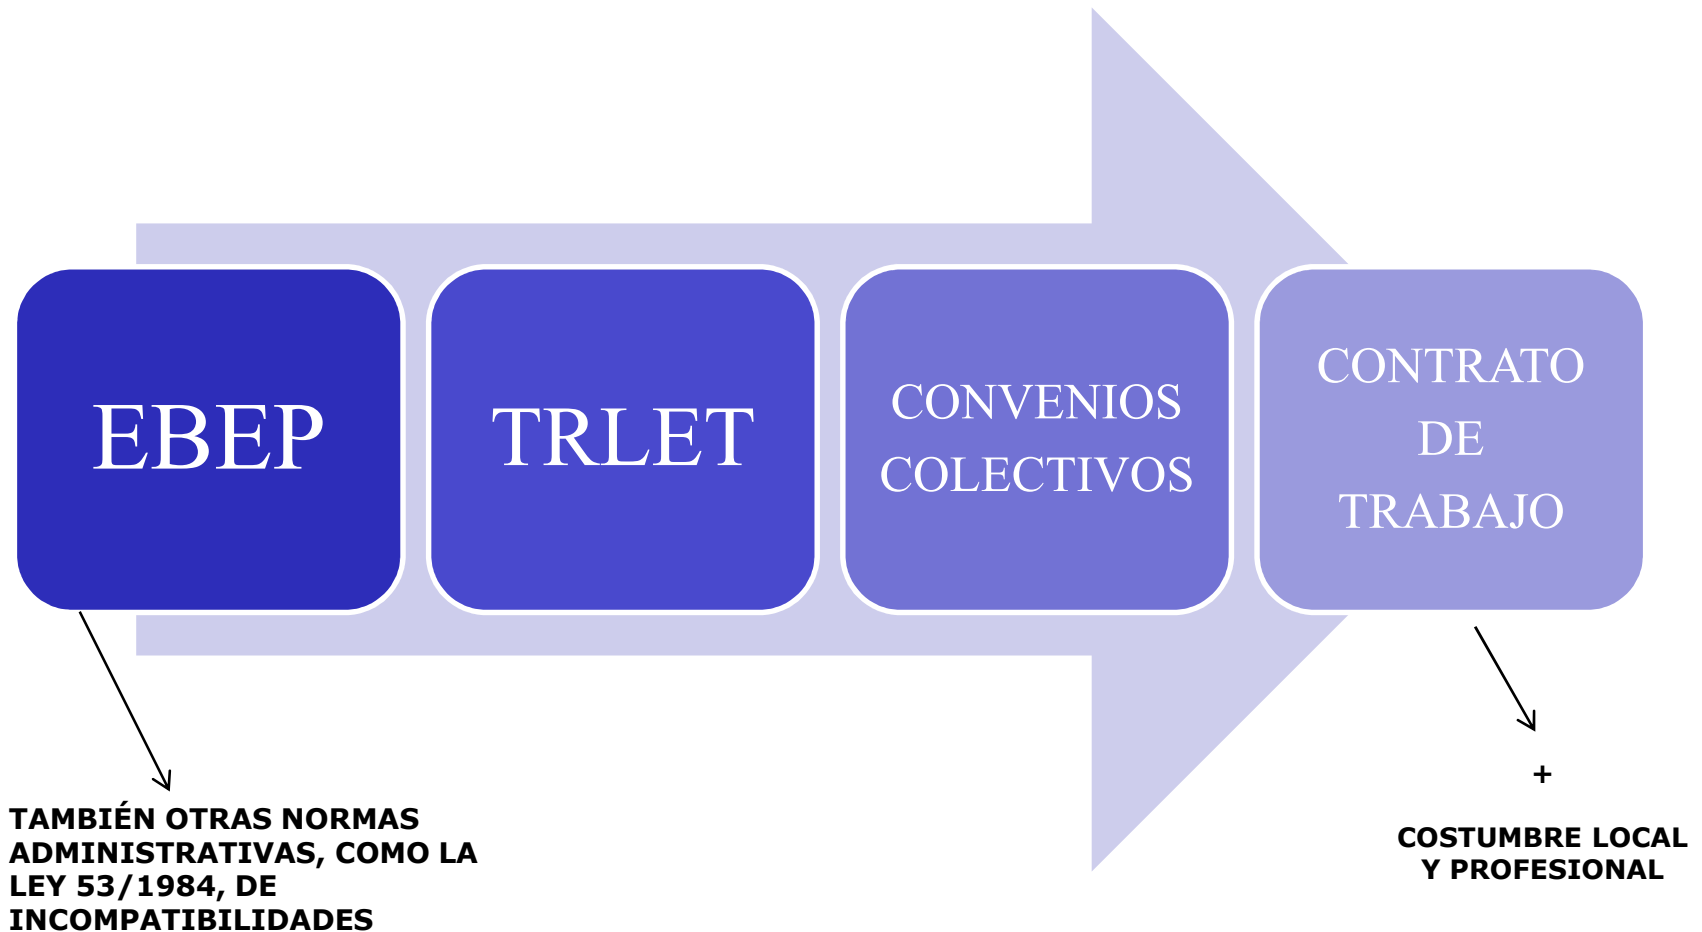 EBEP
TRLET
CONVENIOS
COLECTIVOS
CONTRATO
DE
TRABAJO
TAMBIÉN OTRAS NORMAS
ADMINISTRATIVAS, COMO LA
LEY 53/1984, DE
INCOMPATIBILIDADES
+
COSTUMBRE LOCAL
Y PROFESIONAL